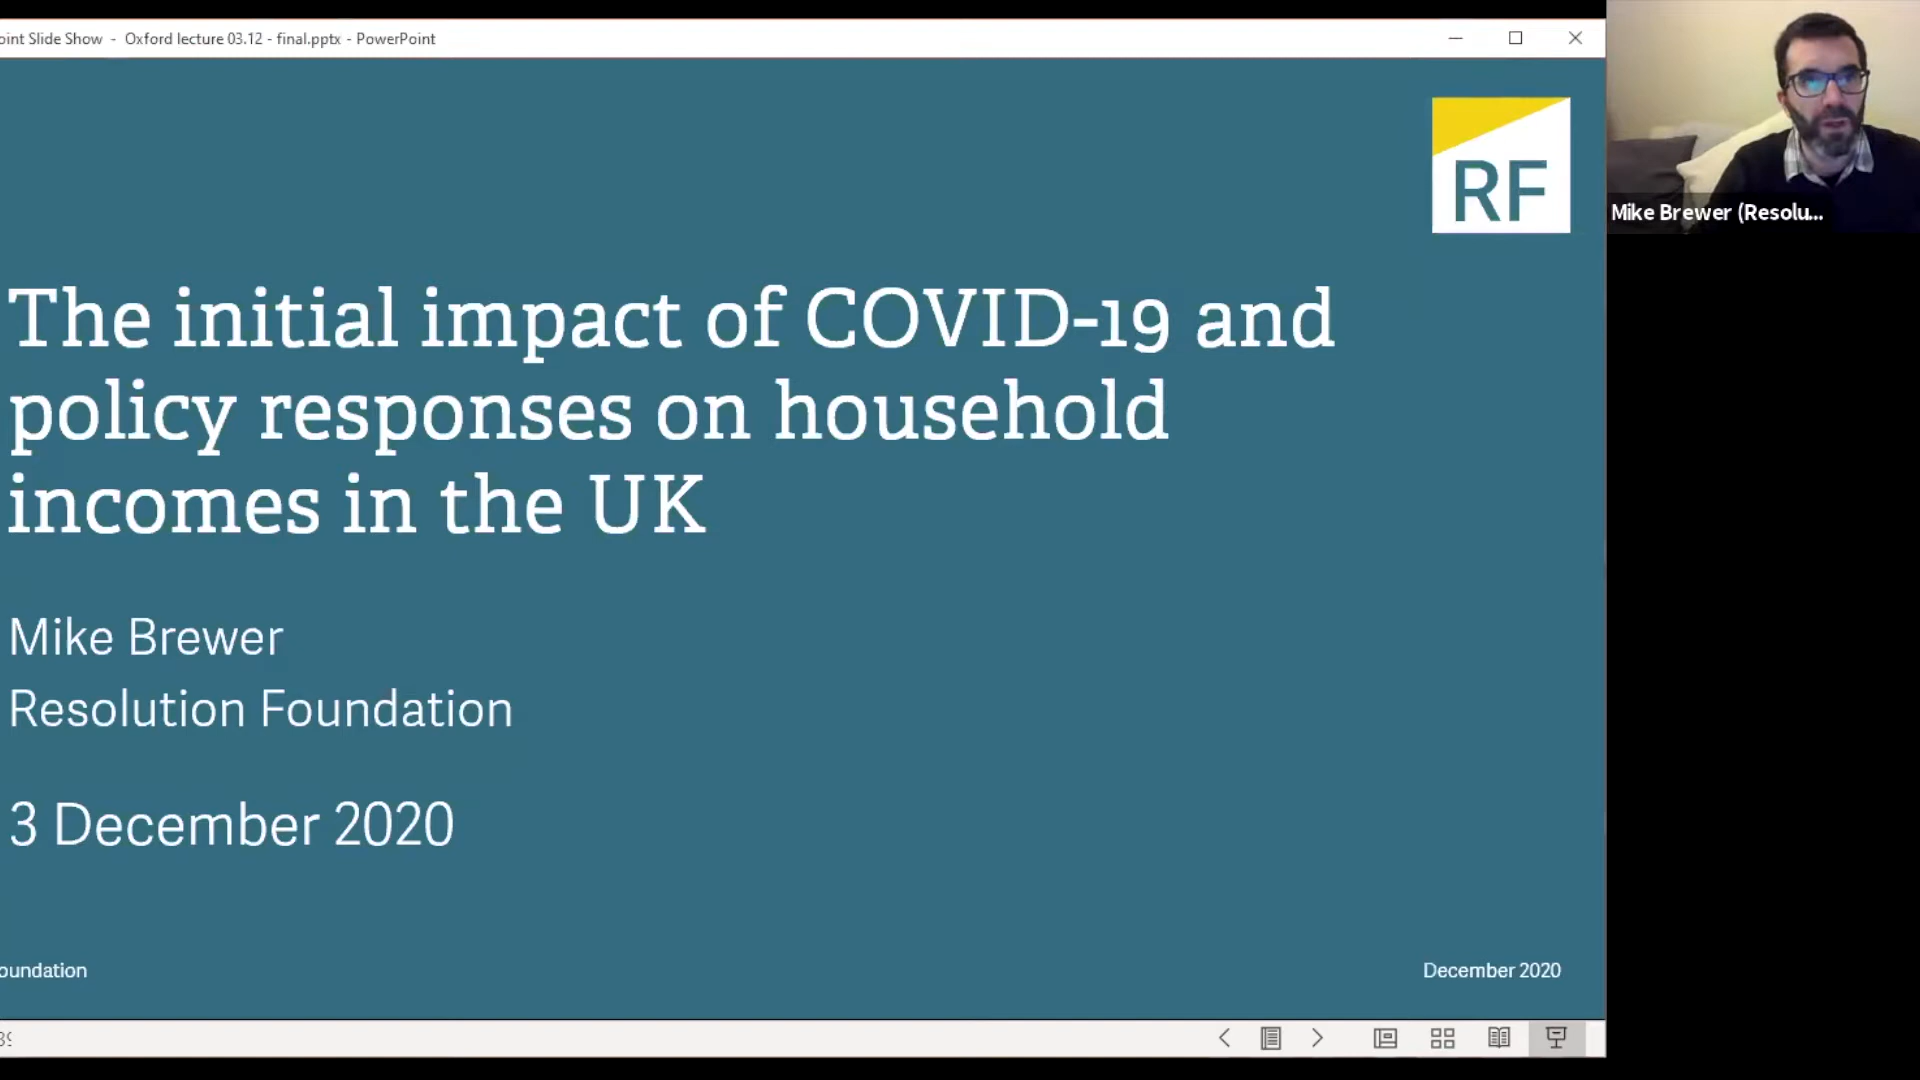 oint Slide Show - Oxford lecture 03.12 - final.pptx - PowerPoint
RF
Mike Brewer (Resolu...
The initial impact of COVID-19 and
policy responses on household
incomes in the UK
Mike Brewer
Resolution Foundation
3 December 2020
oundation
December 2020